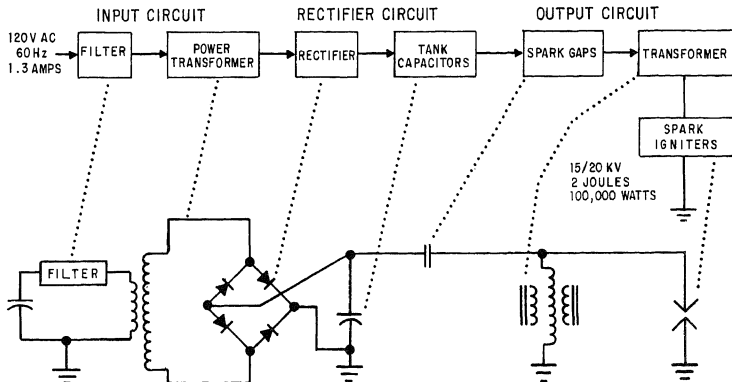 INPUT CIRCUIT
RECTIFIER CIRCUIT
OUTPUT CIRCUIT
120V AC
60Hz
1.3 AMPS
FILTER
POWER
TRANSFORMER
RECTIFIER
TANK
CAPACITORS
SPARK GAPS
TRANSFORMER
SPARK
IGNITERS
15/20 KV
2 JOULES
100,000 WATTS
FILTER